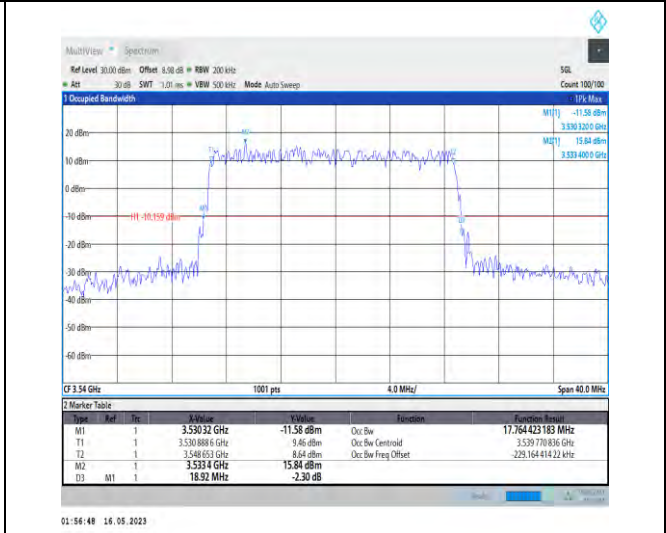 MultiView Spectrum
Ref Level 30.00 dBm Offset 8.98 dB RBW 200 kHz SGL
Att 30 dB SWT 1.01 ms VBW 500 kHz Mode Auto Sweep Count 100/100
1 Occupied Bandwidth 1Pk Max
M1[1] -11.58 dBm
3.530 320 0 GHz
M2[1] 15.84 dBm
3.533 400 0 GHz
20 dBm
10 dBm
0 dBm
-10 dBm H1 -10.159 dBm
-20 dBm
-30 dBm
-40 dBm
-50 dBm
-60 dBm
CF 3.54 GHz 1001 pts 4.0 MHz/ Span 40.0 MHz
2 Marker Table
Type Ref Trc X-Value Y-Value Function Function Result
M1 1 3.530 32 GHz -11.58 dBm Occ Bw 17.764 423 183 MHz
T1 1 3.530 888 6 GHz 9.46 dBm Occ Bw Centroid 3.539 770 836 GHz
T2 1 3.548 653 GHz 8.64 dBm Occ Bw Freq Offset -229.164 414 22 kHz
M2 1 3.533 4 GHz 15.84 dBm
D3 M1 1 18.92 MHz -2.30 dB
01:56:48 16.05.2023